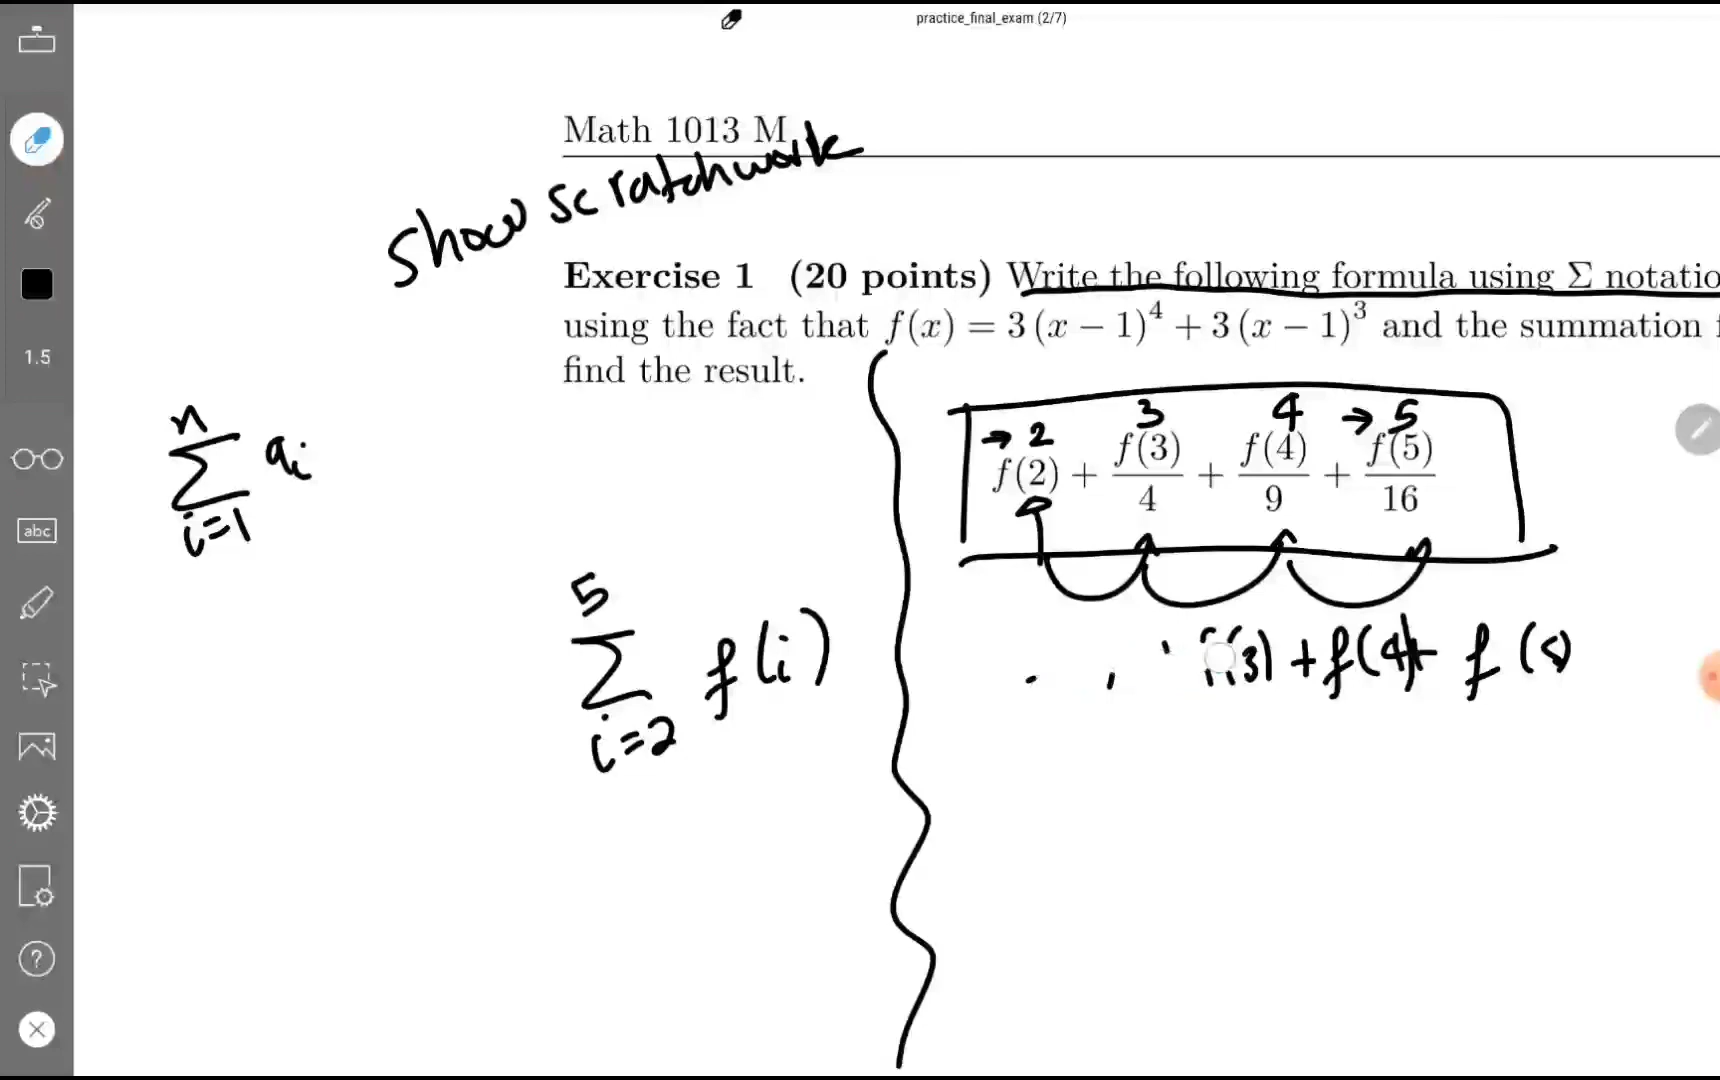 practice_final_exam (2/7)
Math 1013 M
show scratchwork
Exercise 1 (20 points) Write the following formula using Σ notatio
using the fact that f(x) = 3(x − 1)⁴ + 3(x − 1)³ and the summation
find the result.
1.5
n
Σ aᵢ
i=1
→ 2 3 4 → 5
f(2) + f(3)/4 + f(4)/9 + f(5)/16
abc
5
Σ f(i)
i=2
(3) + f(4) + f(5)
?